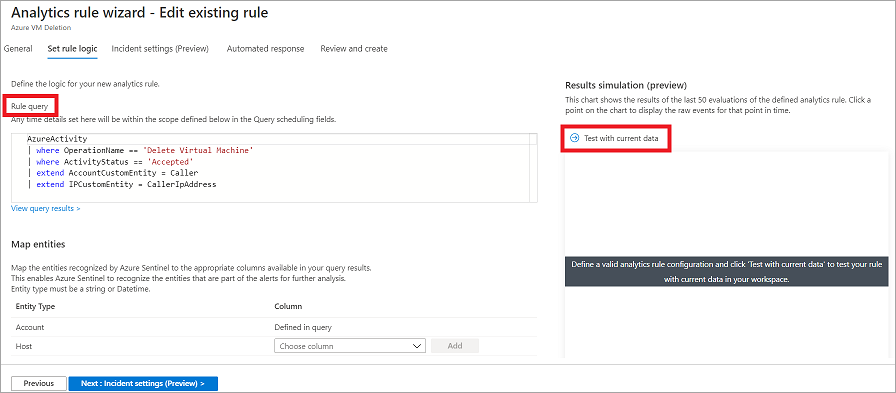 Analytics rule wizard - Edit existing rule
Azure VM Deletion
General Set rule logic Incident settings (Preview) Automated response Review and create
Define the logic for your new analytics rule.
Rule query
Any time details set here will be within the scope defined below in the Query scheduling fields.
AzureActivity
| where OperationName == 'Delete Virtual Machine'
| where ActivityStatus == 'Accepted'
| extend AccountCustomEntity = Caller
| extend IPCustomEntity = CallerIpAddress
View query results >
Map entities
Map the entities recognized by Azure Sentinel to the appropriate columns available in your query results.
This enables Azure Sentinel to recognize the entities that are part of the alerts for further analysis.
Entity type must be a string or Datetime.
Entity Type Column
Account Defined in query
Host Choose column Add
Results simulation (preview)
This chart shows the results of the last 50 evaluations of the defined analytics rule. Click a
point on the chart to display the raw events for that point in time.
Test with current data
Define a valid analytics rule configuration and click 'Test with current data' to test your rule
with current data in your workspace.
Previous Next : Incident settings (Preview) >